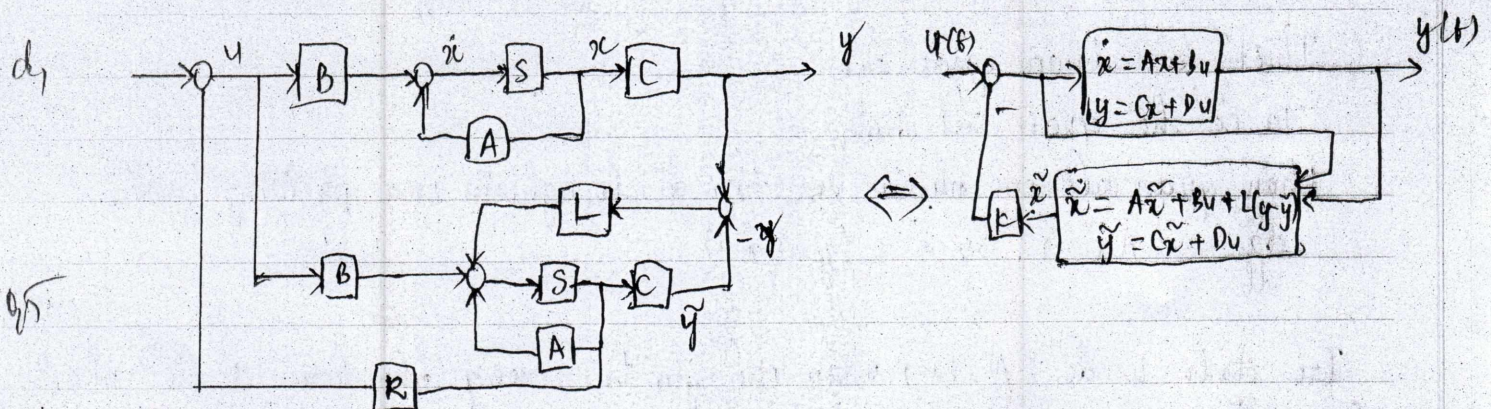 u
B
ẋ
S
x
C
y
A
L
B
S
C
ỹ
A
R
y(t)
ẋ = Ax + Bu
y = Cx + Du
-
x̃
K
x̃̇ = Ax̃ + Bu + L(y-ỹ)
ỹ = Cx̃ + Du
⇔